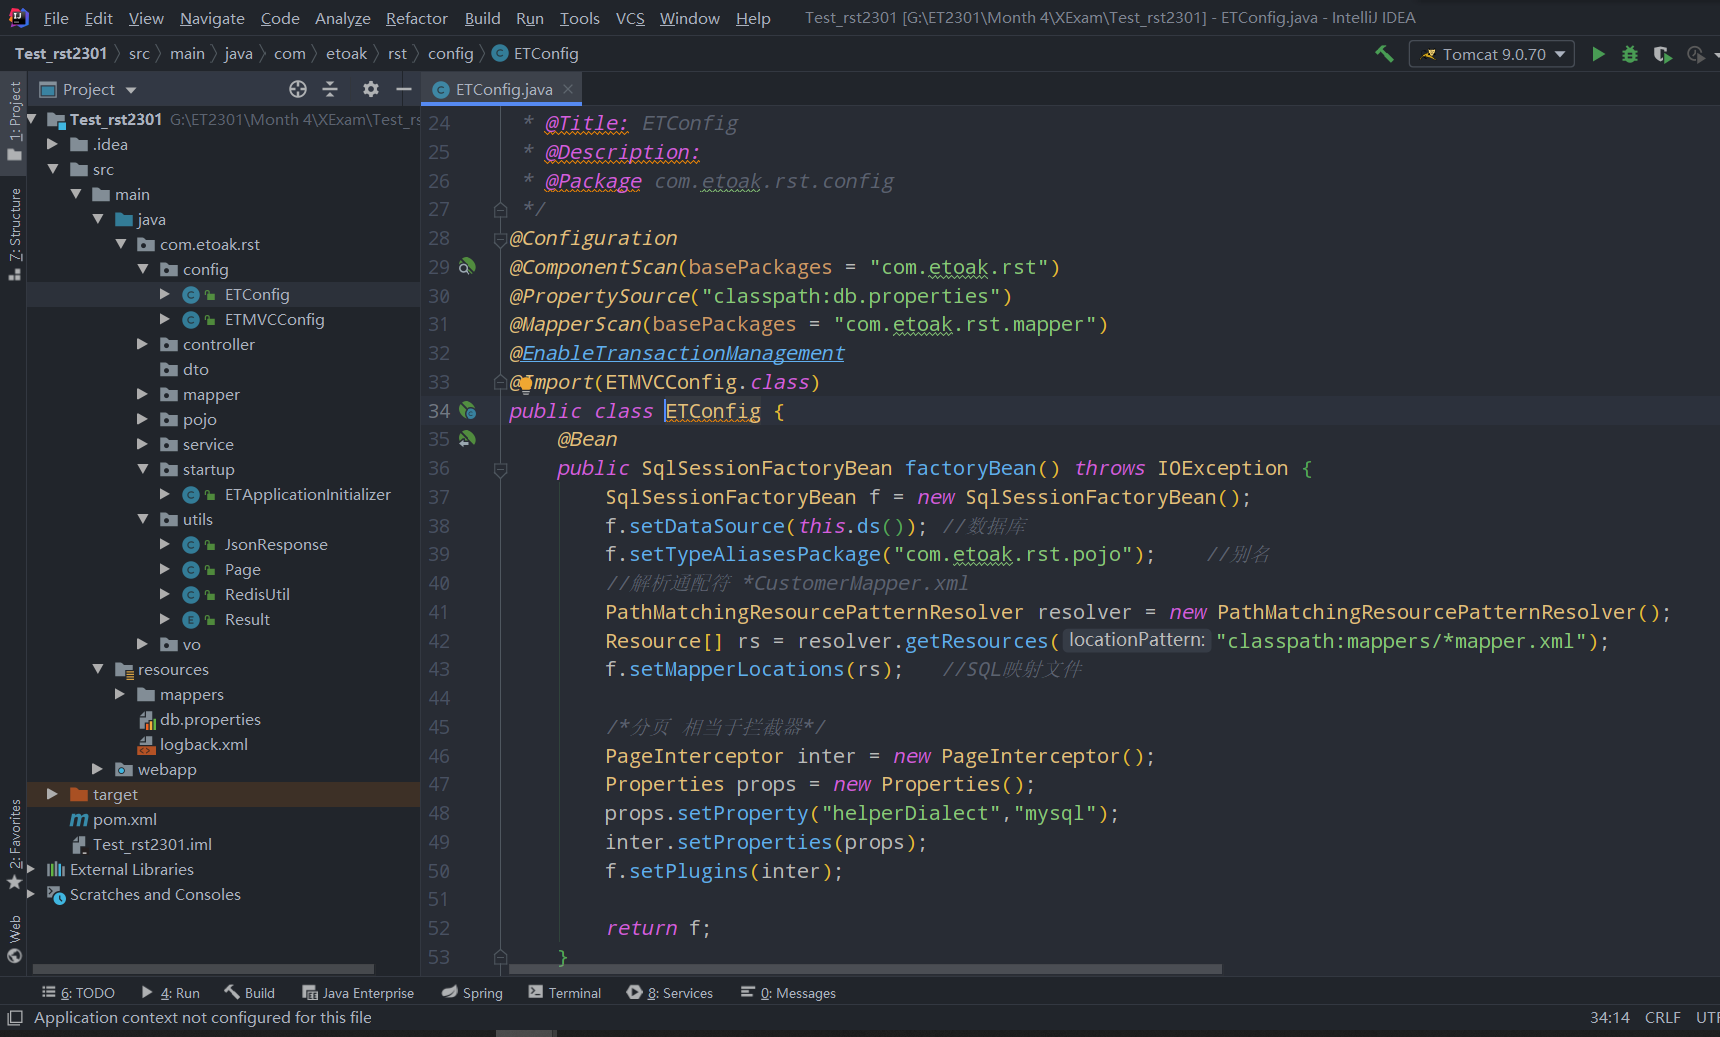 File Edit View Navigate Code Analyze Refactor Build Run Tools VCS Window Help Test_rst2301 [G:\ET2301\Month 4\XExam\Test_rst2301] - ETConfig.java - IntelliJ IDEA
Test_rst2301 src main java com etoak rst config ETConfig Tomcat 9.0.70
Project
ETConfig.java
1: Project
7: Structure
2: Favorites
Web
Test_rst2301 G:\ET2301\Month 4\XExam\Test_rs
.idea
src
main
java
com.etoak.rst
config
ETConfig
ETMVCConfig
controller
dto
mapper
pojo
service
startup
ETApplicationInitializer
utils
JsonResponse
Page
RedisUtil
Result
vo
resources
mappers
db.properties
logback.xml
webapp
target
pom.xml
Test_rst2301.iml
External Libraries
Scratches and Consoles
24 * @Title: ETConfig
25 * @Description:
26 * @Package com.etoak.rst.config
27 */
28 @Configuration
29 @ComponentScan(basePackages = "com.etoak.rst")
30 @PropertySource("classpath:db.properties")
31 @MapperScan(basePackages = "com.etoak.rst.mapper")
32 @EnableTransactionManagement
33 @Import(ETMVCConfig.class)
34 public class ETConfig {
35 @Bean
36 public SqlSessionFactoryBean factoryBean() throws IOException {
37 SqlSessionFactoryBean f = new SqlSessionFactoryBean();
38 f.setDataSource(this.ds()); //数据库
39 f.setTypeAliasesPackage("com.etoak.rst.pojo"); //别名
40 //解析通配符 *CustomerMapper.xml
41 PathMatchingResourcePatternResolver resolver = new PathMatchingResourcePatternResolver();
42 Resource[] rs = resolver.getResources( locationPattern: "classpath:mappers/*mapper.xml");
43 f.setMapperLocations(rs); //SQL映射文件
44
45 /*分页 相当于拦截器*/
46 PageInterceptor inter = new PageInterceptor();
47 Properties props = new Properties();
48 props.setProperty("helperDialect","mysql");
49 inter.setProperties(props);
50 f.setPlugins(inter);
51
52 return f;
53 }
6: TODO 4: Run Build Java Enterprise Spring Terminal 8: Services 0: Messages
Application context not configured for this file 34:14 CRLF UTF